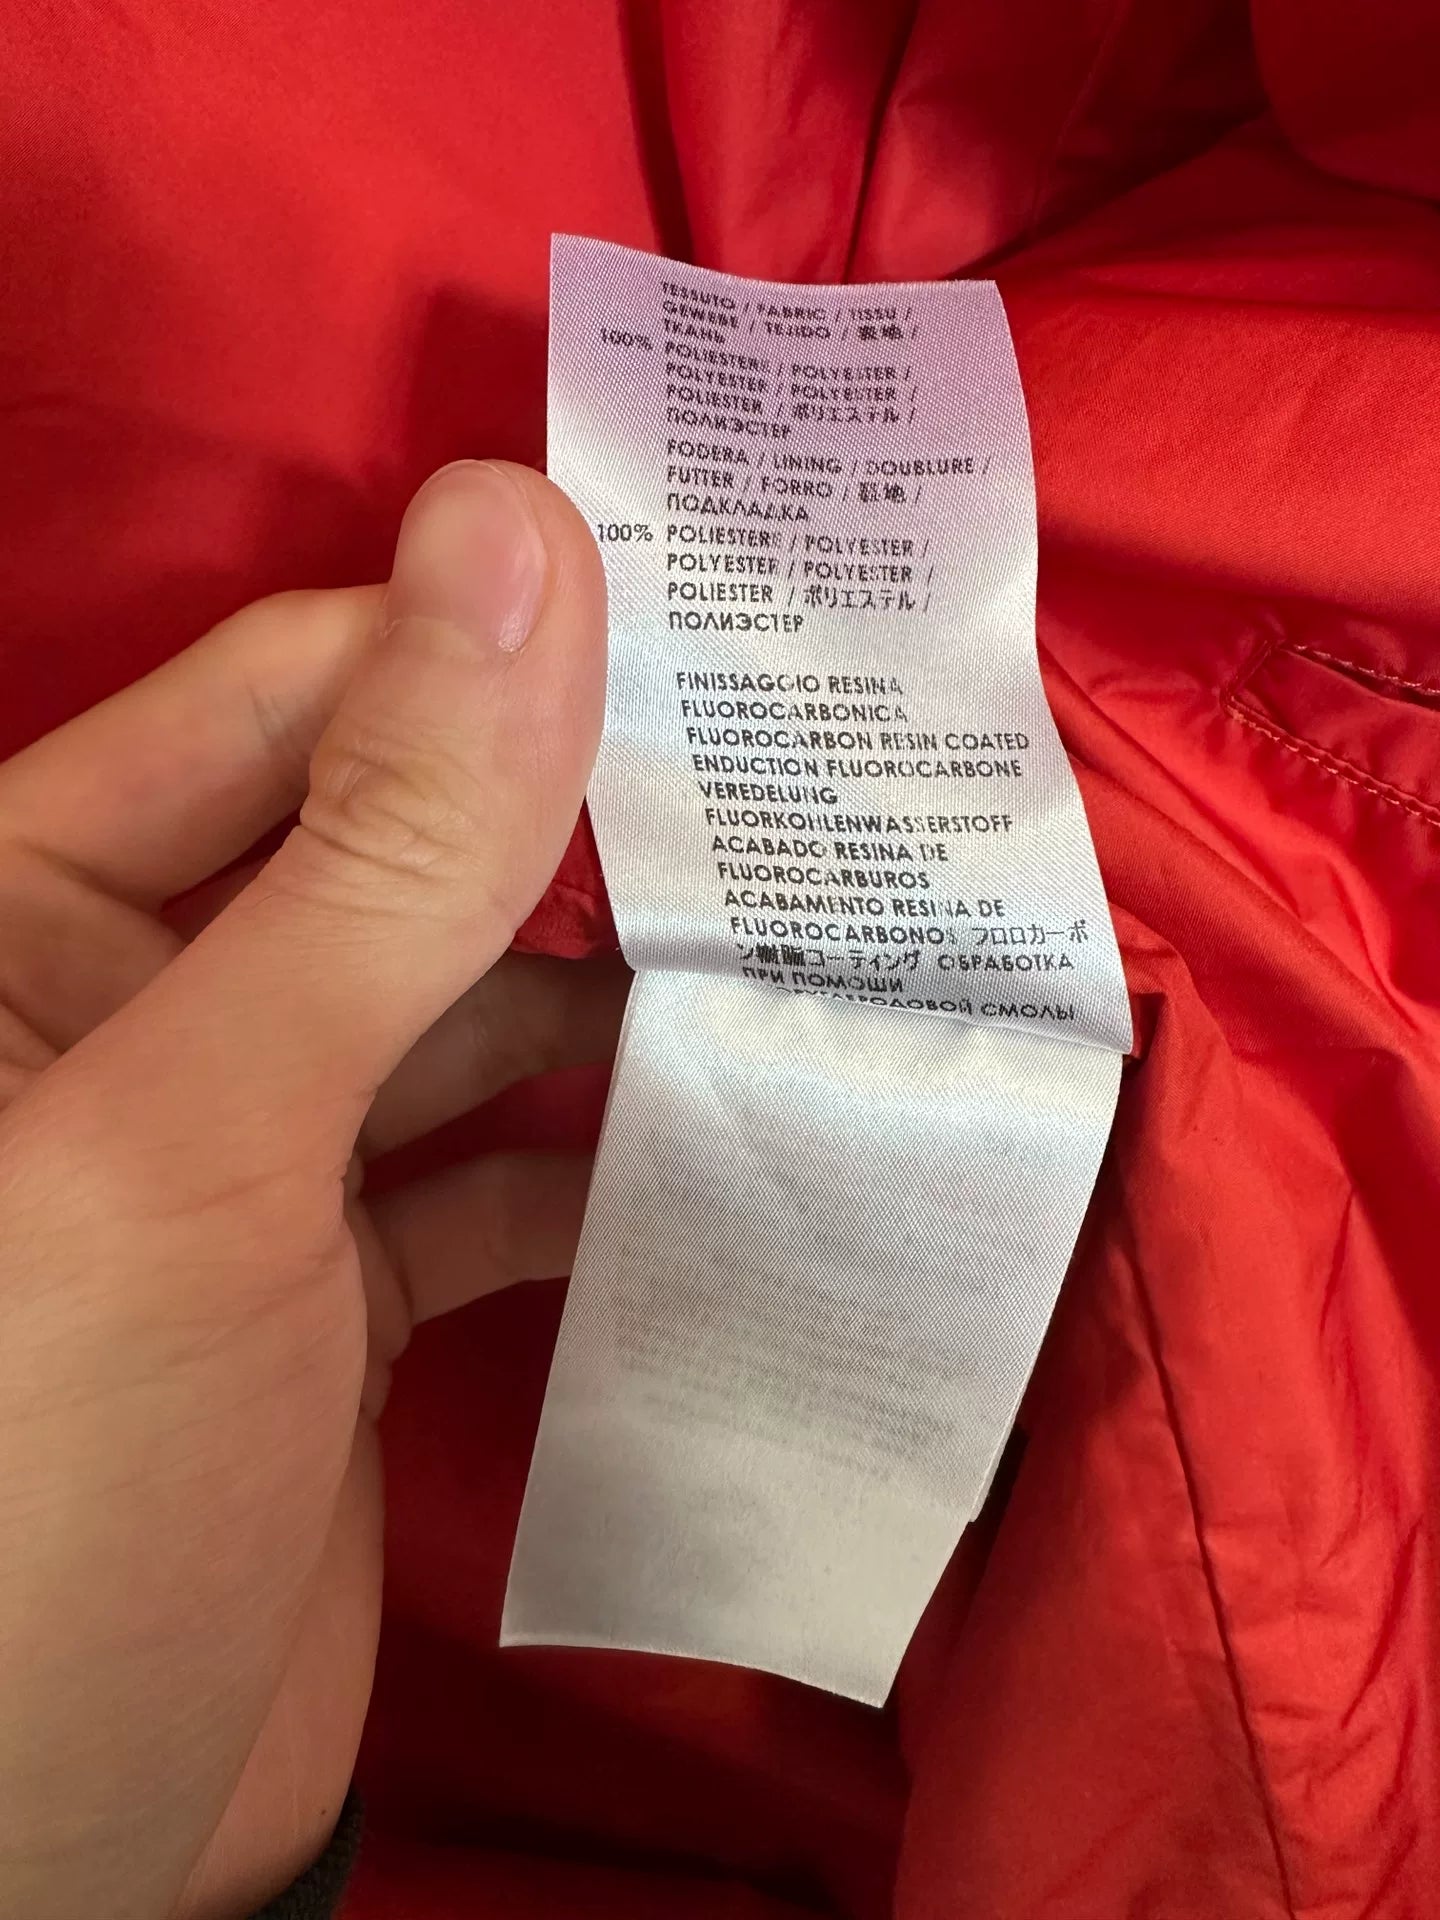 TESSUTO / FABRIC / TISSU /
GEWEBE / TEJIDO / 表地 /
ТКАНЬ
100% POLIESTERE / POLYESTER /
POLYESTER / POLYESTER /
POLIESTER / ポリエステル /
ПОЛИЭСТЕР
FODERA / LINING / DOUBLURE /
FUTTER / FORRO / 裏地 /
ПОДКЛАДКА
100% POLIESTERE / POLYESTER /
POLYESTER / POLYESTER /
POLIESTER / ポリエステル /
ПОЛИЭСТЕР
FINISSAGGIO RESINA
FLUOROCARBONICA
FLUOROCARBON RESIN COATED
ENDUCTION FLUOROCARBONE
VEREDELUNG
FLUORKOHLENWASSERSTOFF
ACABADO RESINA DE
FLUOROCARBUROS
ACABAMENTO RESINA DE
FLUOROCARBONOS フロロカーボ
ン樹脂コーティング ОБРАБОТКА
ПРИ ПОМОЩИ
СМОЛЫ